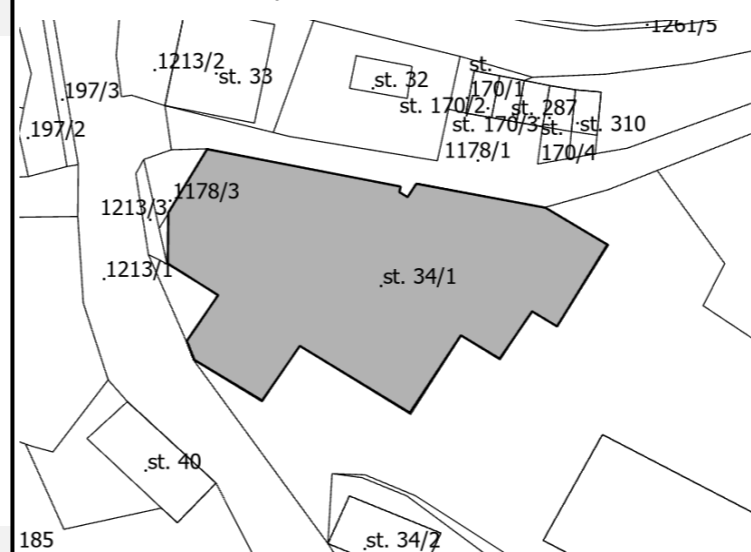 1261/5
st.
.1213/2
.st. 33
.st. 32
170/1
.197/3
st. 170/2.
st. 287
st. 170/3
st.
.st. 310
.197/2
1178/1
170/4
.1178/3
1213/3
.1213/1
.st. 34/1
.st. 40
185
.st. 34/2